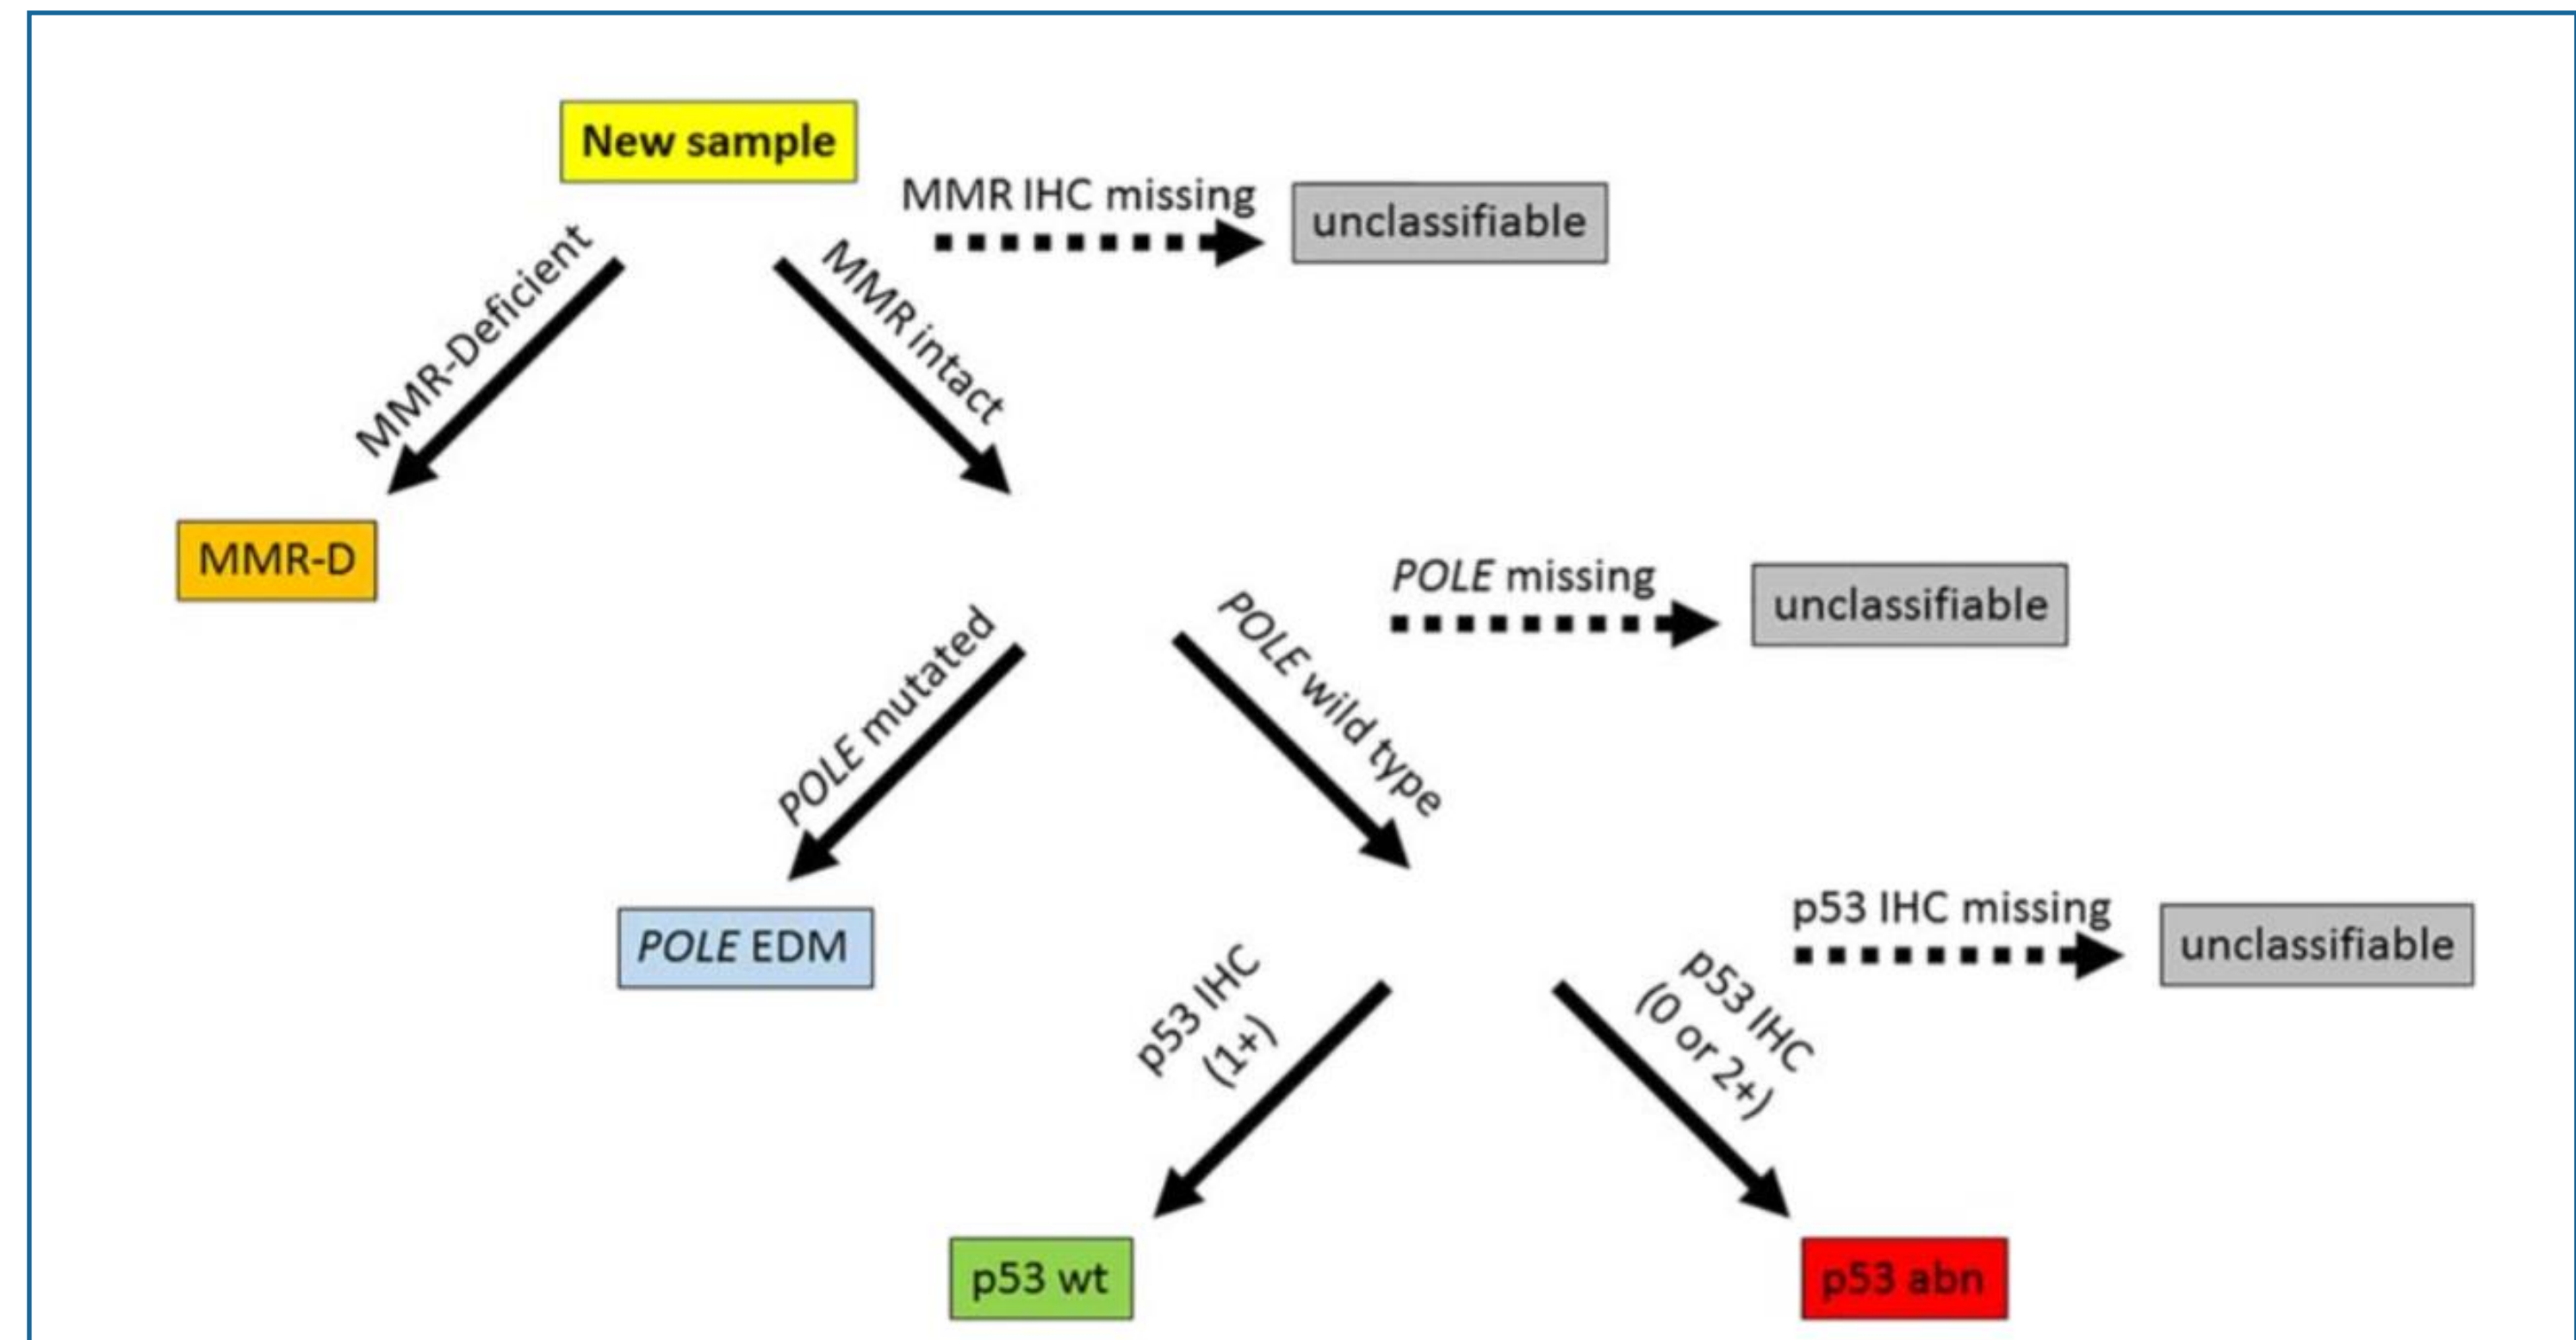 New sample
MMR IHC missing
unclassifiable
MMR-Deficient
MMR intact
MMR-D
POLE missing
unclassifiable
POLE mutated
POLE wild type
POLE EDM
p53 IHC missing
unclassifiable
p53 IHC
(1+)
p53 IHC
(0 or 2+)
p53 wt
p53 abn